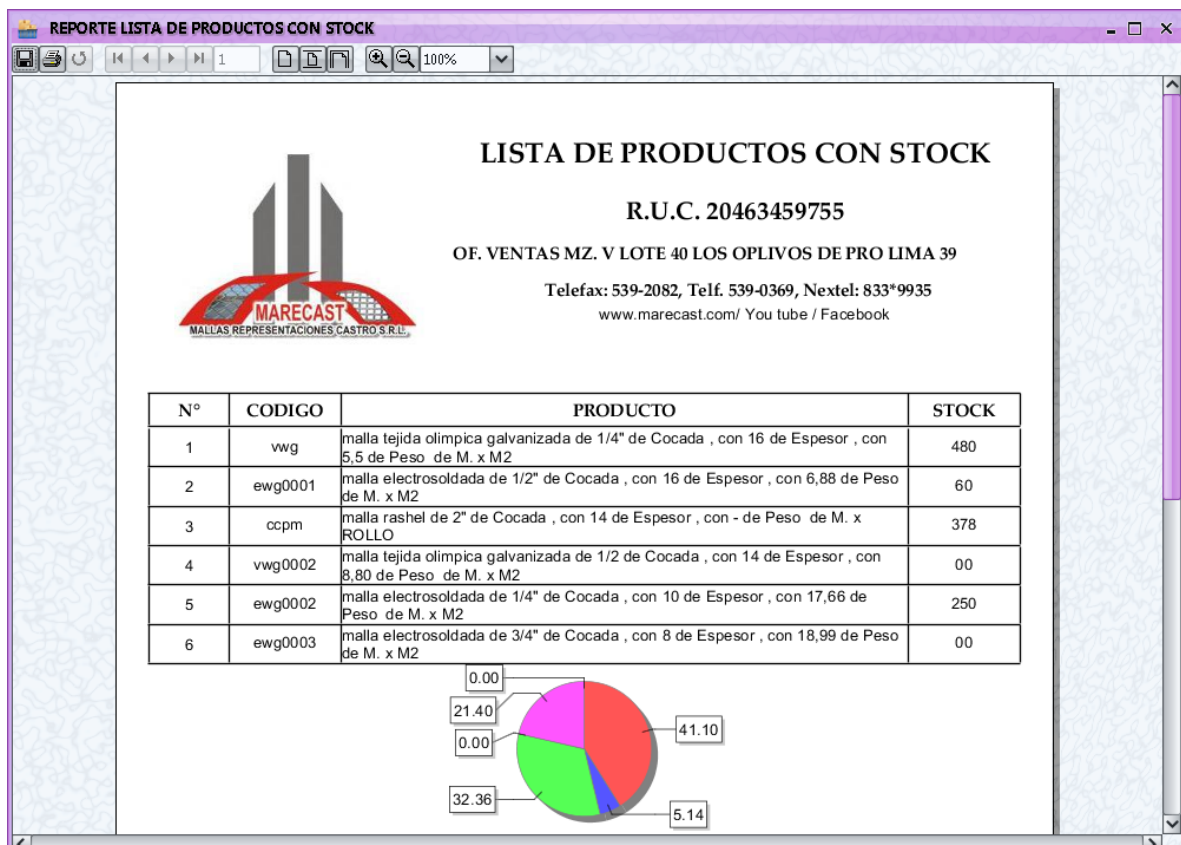 REPORTE LISTA DE PRODUCTOS CON STOCK
1
100%
LISTA DE PRODUCTOS CON STOCK
R.U.C. 20463459755
OF. VENTAS MZ. V LOTE 40 LOS OPLIVOS DE PRO LIMA 39
Telefax: 539-2082, Telf. 539-0369, Nextel: 833*9935
www.marecast.com/ You tube / Facebook
MARECAST
MALLAS REPRESENTACIONES CASTRO S.R.L.
N° CODIGO PRODUCTO STOCK
1 vwg malla tejida olimpica galvanizada de 1/4" de Cocada , con 16 de Espesor , con 480
5,5 de Peso de M. x M2
2 ewg0001 malla electrosoldada de 1/2" de Cocada , con 16 de Espesor , con 6,88 de Peso 60
de M. x M2
3 ccpm malla rashel de 2" de Cocada , con 14 de Espesor , con - de Peso de M. x 378
ROLLO
4 vwg0002 malla tejida olimpica galvanizada de 1/2 de Cocada , con 14 de Espesor , con 00
8,80 de Peso de M. x M2
5 ewg0002 malla electrosoldada de 1/4" de Cocada , con 10 de Espesor , con 17,66 de 250
Peso de M. x M2
6 ewg0003 malla electrosoldada de 3/4" de Cocada , con 8 de Espesor , con 18,99 de Peso 00
de M. x M2
0.00
21.40
41.10
0.00
32.36
5.14